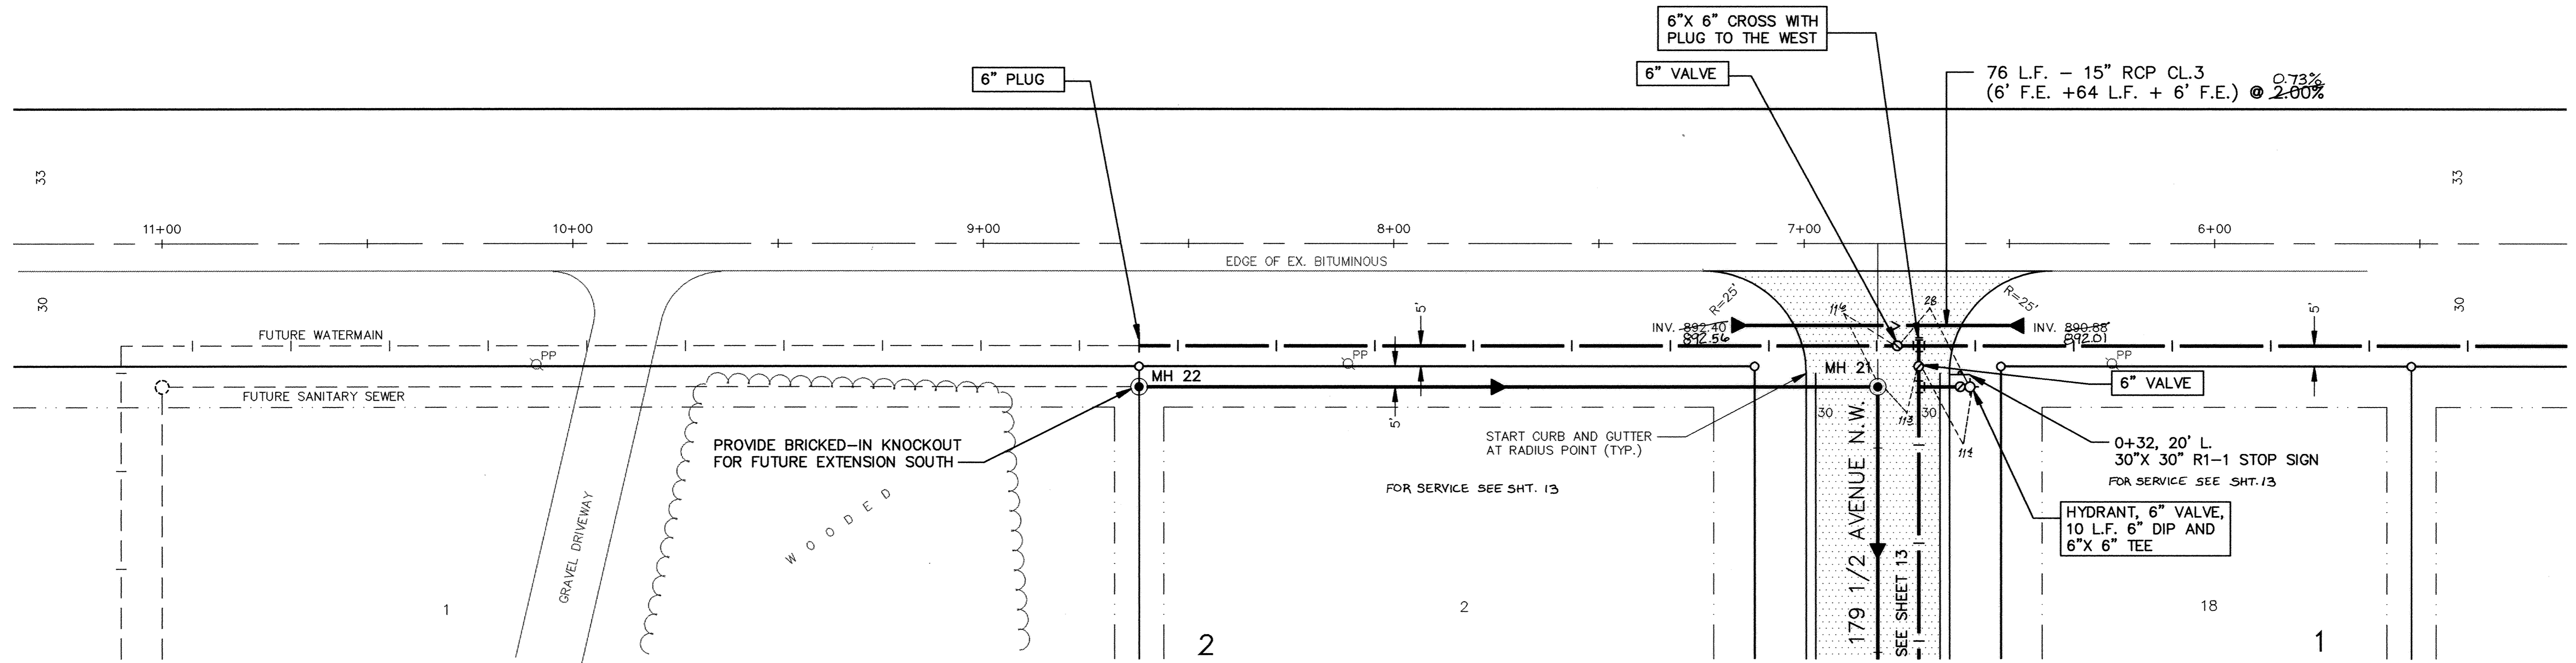 6"X 6" CROSS WITH
PLUG TO THE WEST
6" PLUG
6" VALVE
76 L.F. – 15" RCP CL.3
0.73%
(6' F.E. +64 L.F. + 6' F.E.) @ 2.00%
33
33
11+00
10+00
9+00
8+00
7+00
6+00
EDGE OF EX. BITUMINOUS
30
R=25'
R=25'
28
5'
5'
30
FUTURE WATERMAIN
INV. 892.40
892.56
INV. 890.88
892.01
PP
PP
PP
MH 22
MH 21
6" VALVE
FUTURE SANITARY SEWER
5'
30
30
PROVIDE BRICKED–IN KNOCKOUT
FOR FUTURE EXTENSION SOUTH
START CURB AND GUTTER
AT RADIUS POINT (TYP.)
0+32, 20' L.
30"X 30" R1–1 STOP SIGN
FOR SERVICE SEE SHT. 13
FOR SERVICE SEE SHT. 13
WOODED
GRAVEL DRIVEWAY
HYDRANT, 6" VALVE,
10 L.F. 6" DIP AND
6"X 6" TEE
179 1/2 AVENUE N.W.
SEE SHEET 13
1
2
18
2
1